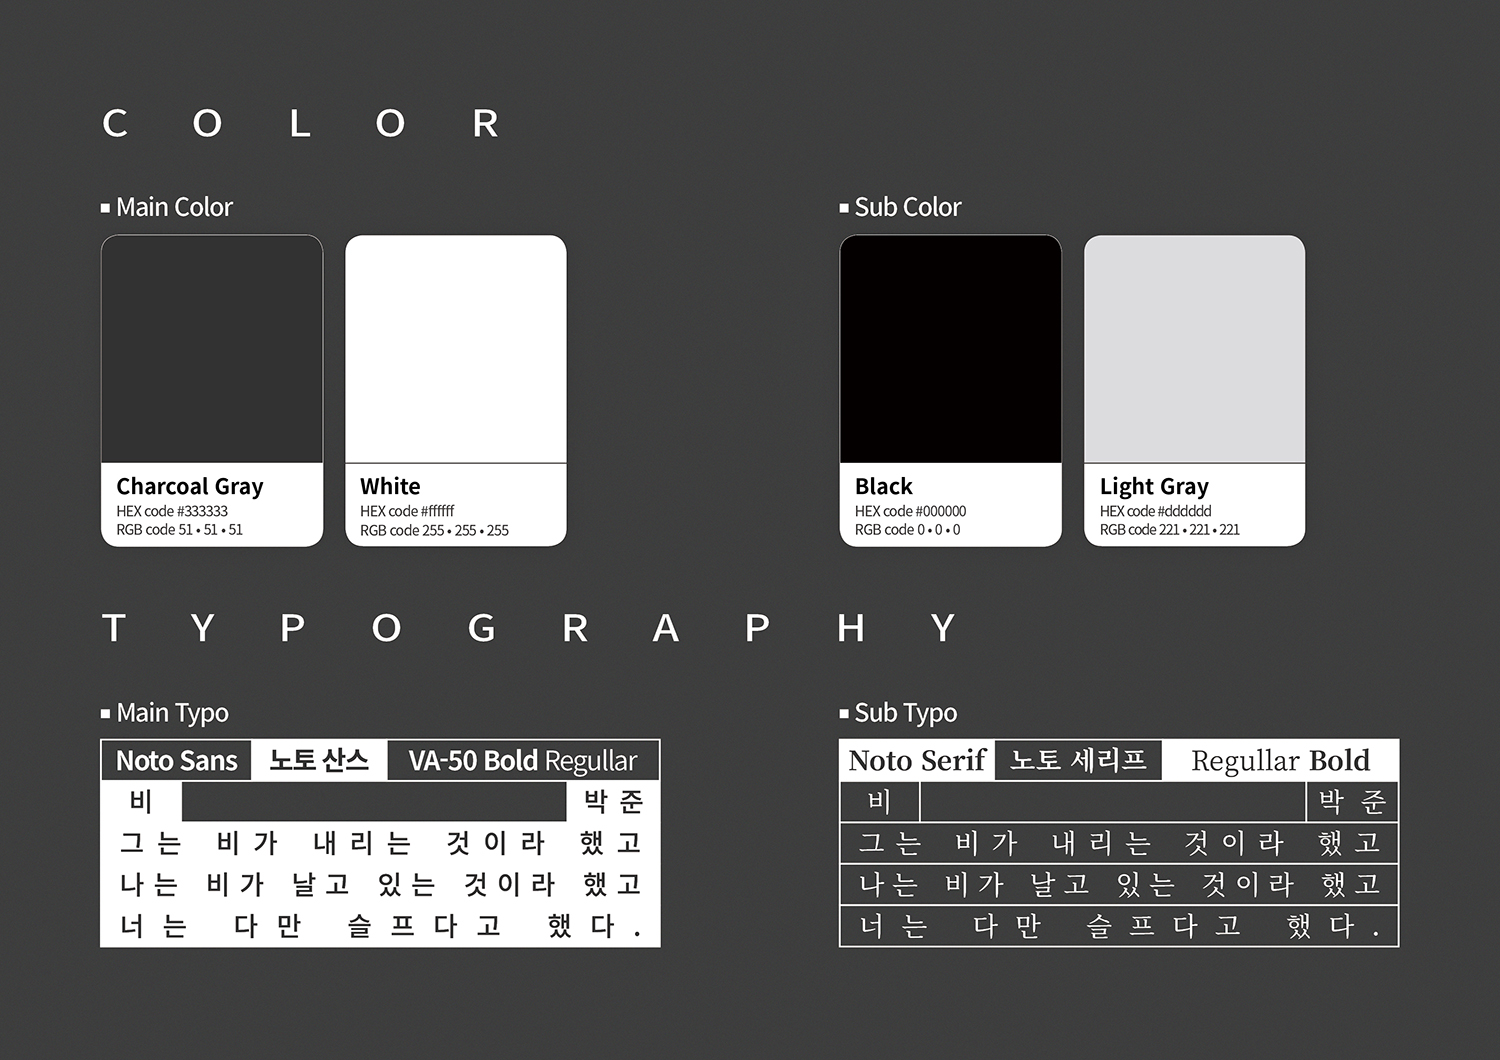 COLOR
Main Color
Charcoal Gray
HEX code #333333
RGB code 51 • 51 • 51
White
HEX code #ffffff
RGB code 255 • 255 • 255
Sub Color
Black
HEX code #000000
RGB code 0 • 0 • 0
Light Gray
HEX code #dddddd
RGB code 221 • 221 • 221
TYPOGRAPHY
Main Typo
Noto Sans 노토 산스 VA-50 Bold Regullar
비 박준
그는 비가 내리는 것이라 했고
나는 비가 날고 있는 것이라 했고
너는 다만 슬프다고 했다.
Sub Typo
Noto Serif 노토 세리프 Regullar Bold
비 박준
그는 비가 내리는 것이라 했고
나는 비가 날고 있는 것이라 했고
너는 다만 슬프다고 했다.